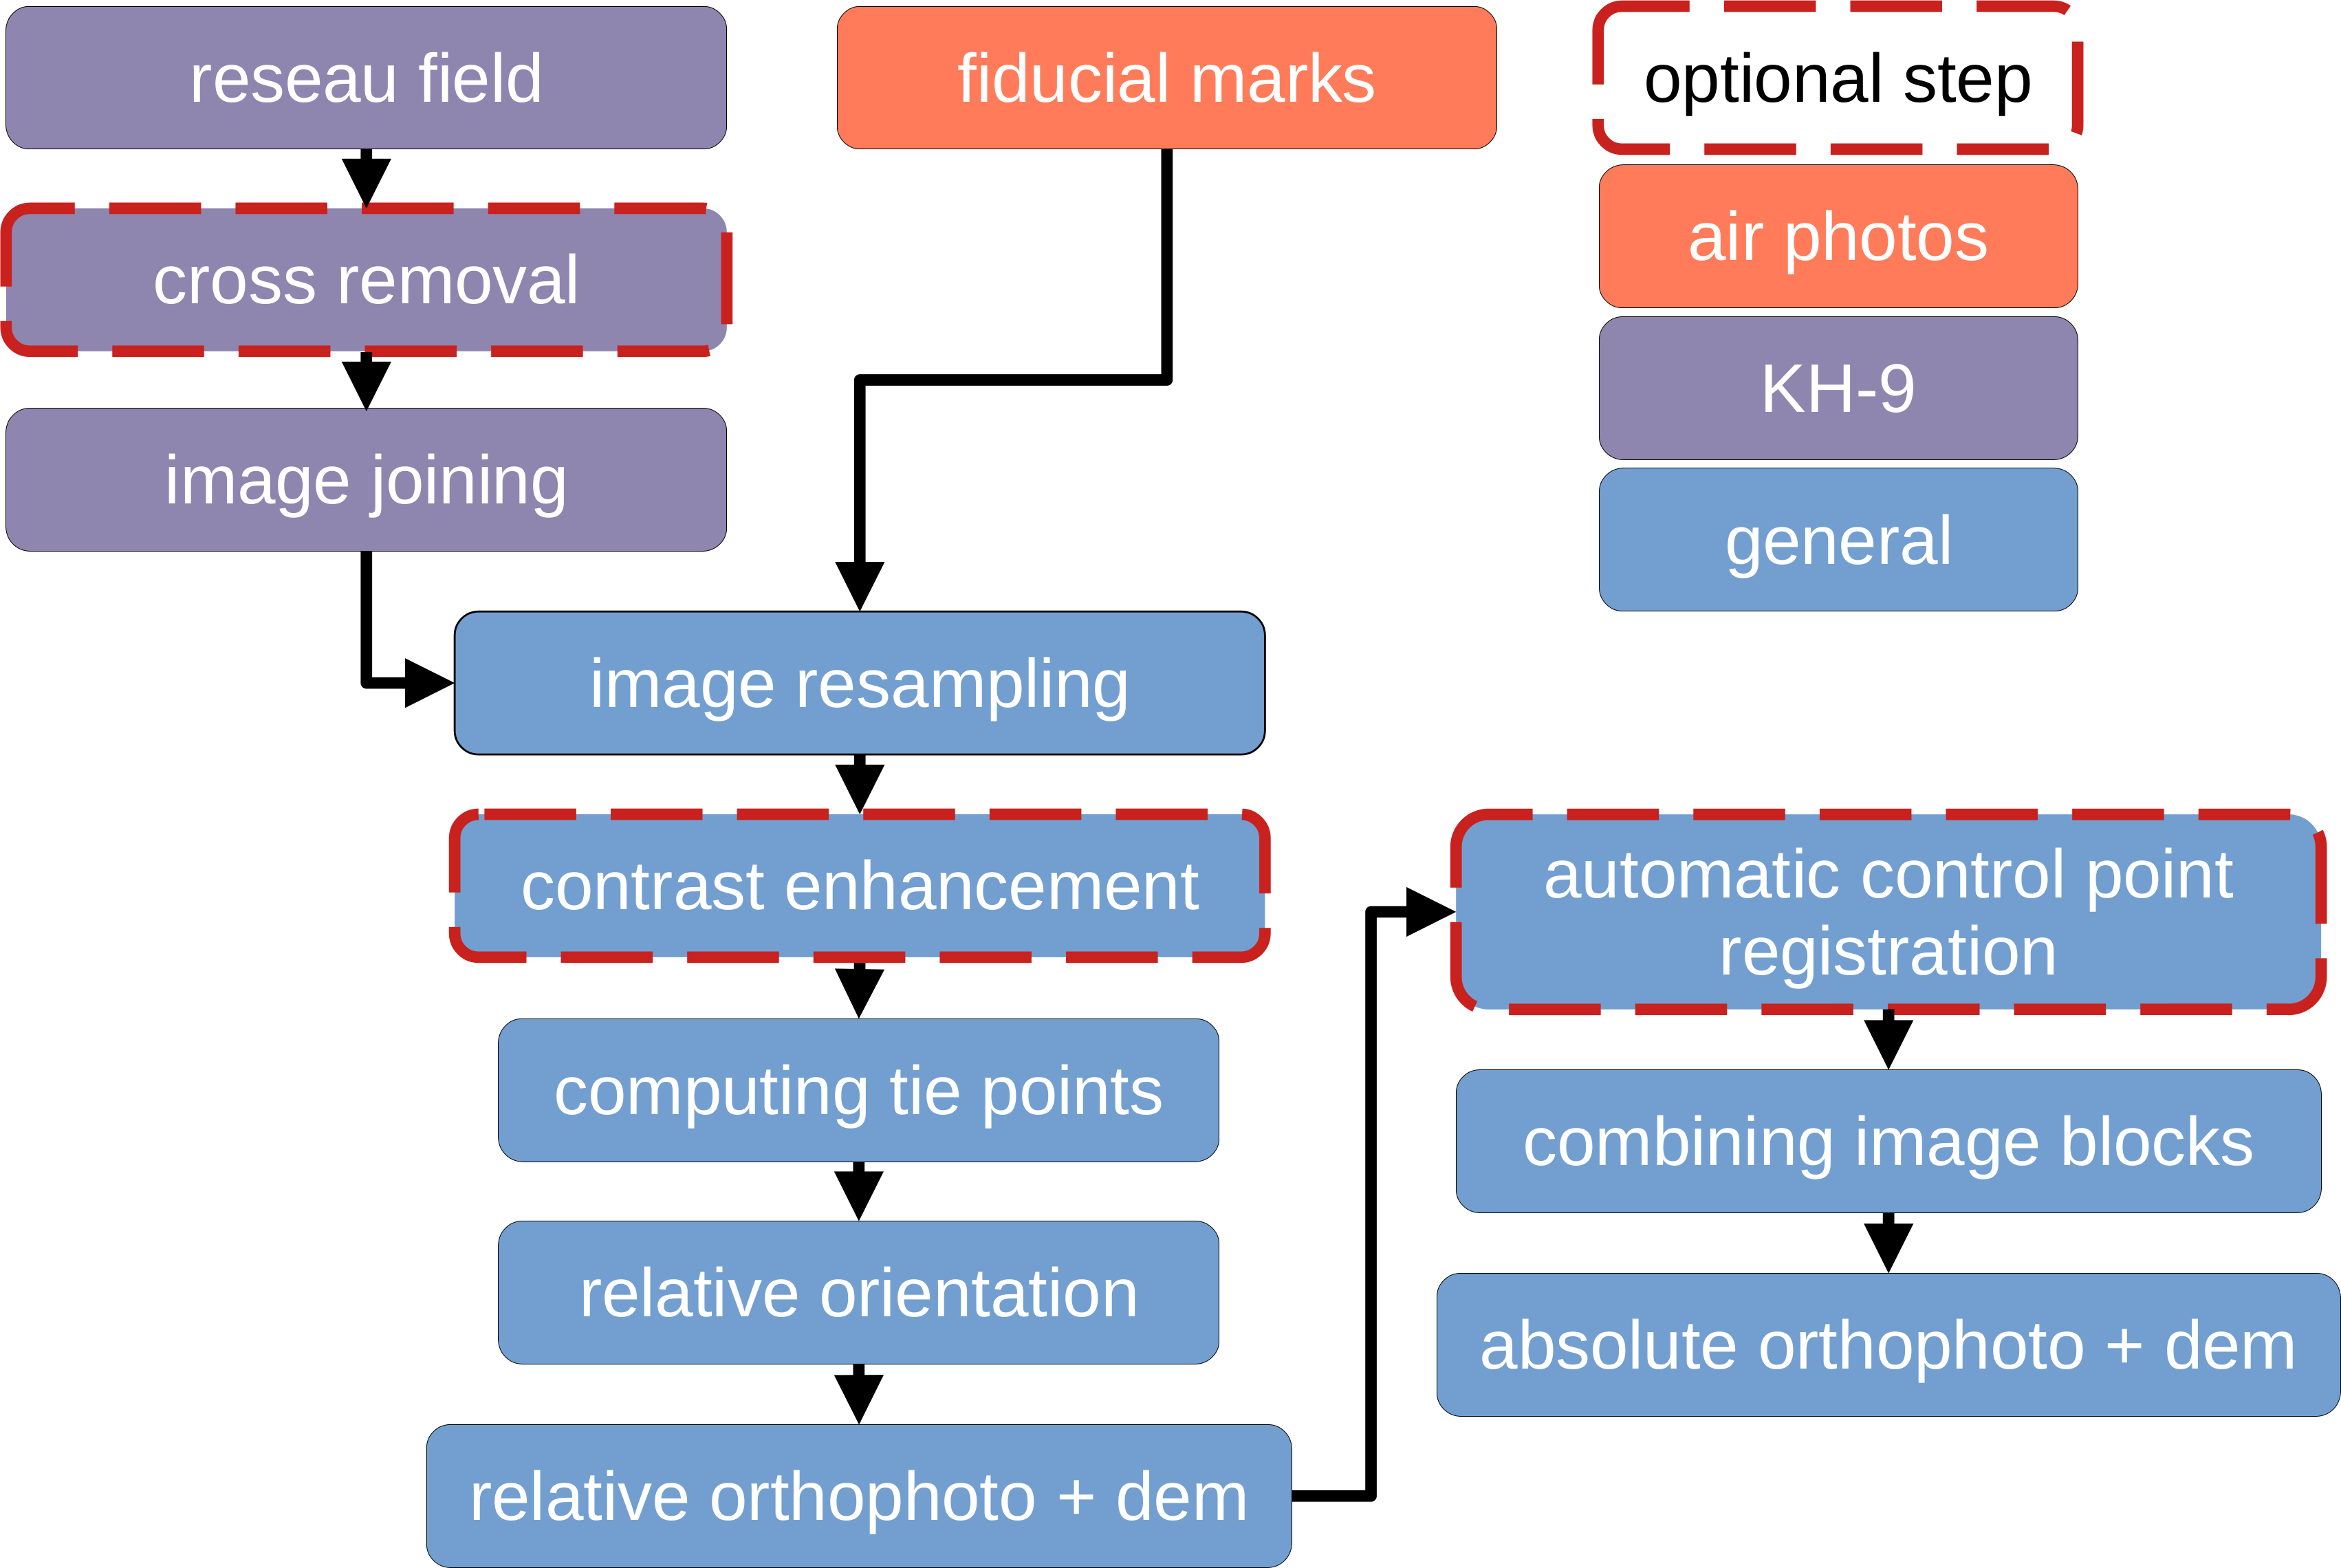 reseau field
fiducial marks
optional step
cross removal
air photos
image joining
KH-9
general
image resampling
contrast enhancement
computing tie points
relative orientation
relative orthophoto + dem
automatic control point
registration
combining image blocks
absolute orthophoto + dem